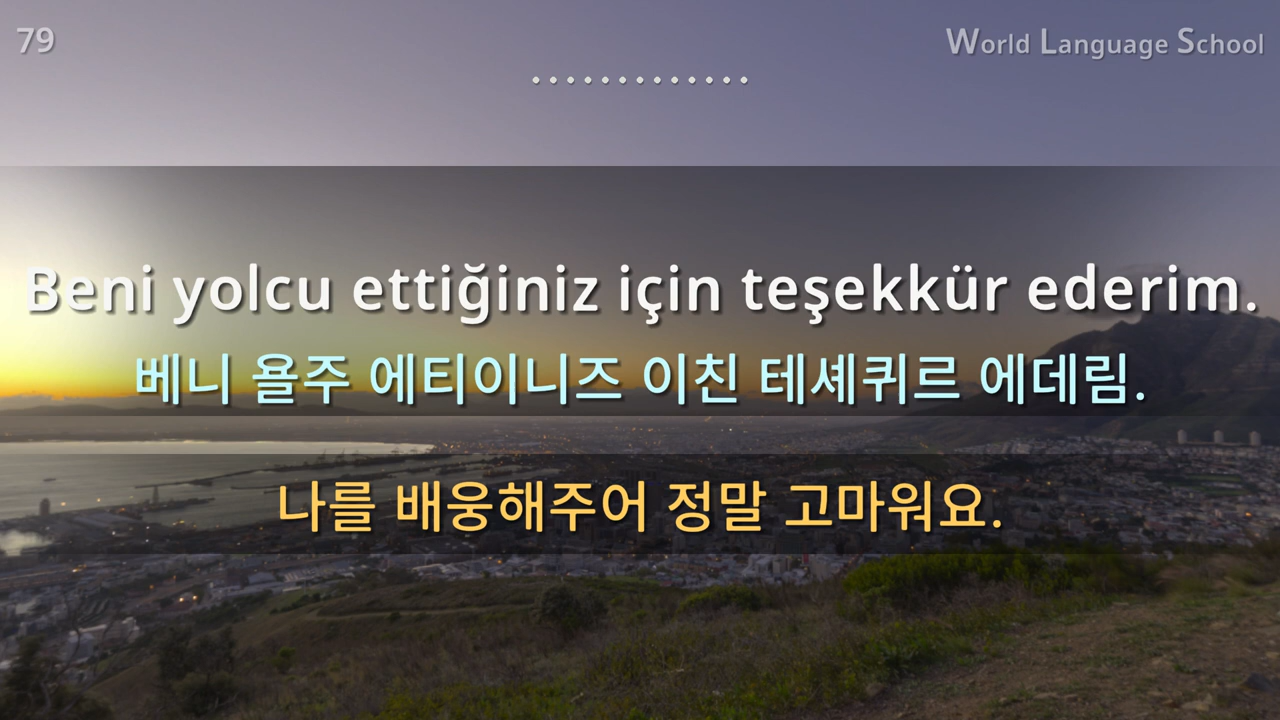 79
World Language School
Beni yolcu ettiğiniz için teşekkür ederim.
베니 욜주 에티이니즈 이친 테셰퀴르 에데림.
나를 배웅해주어 정말 고마워요.